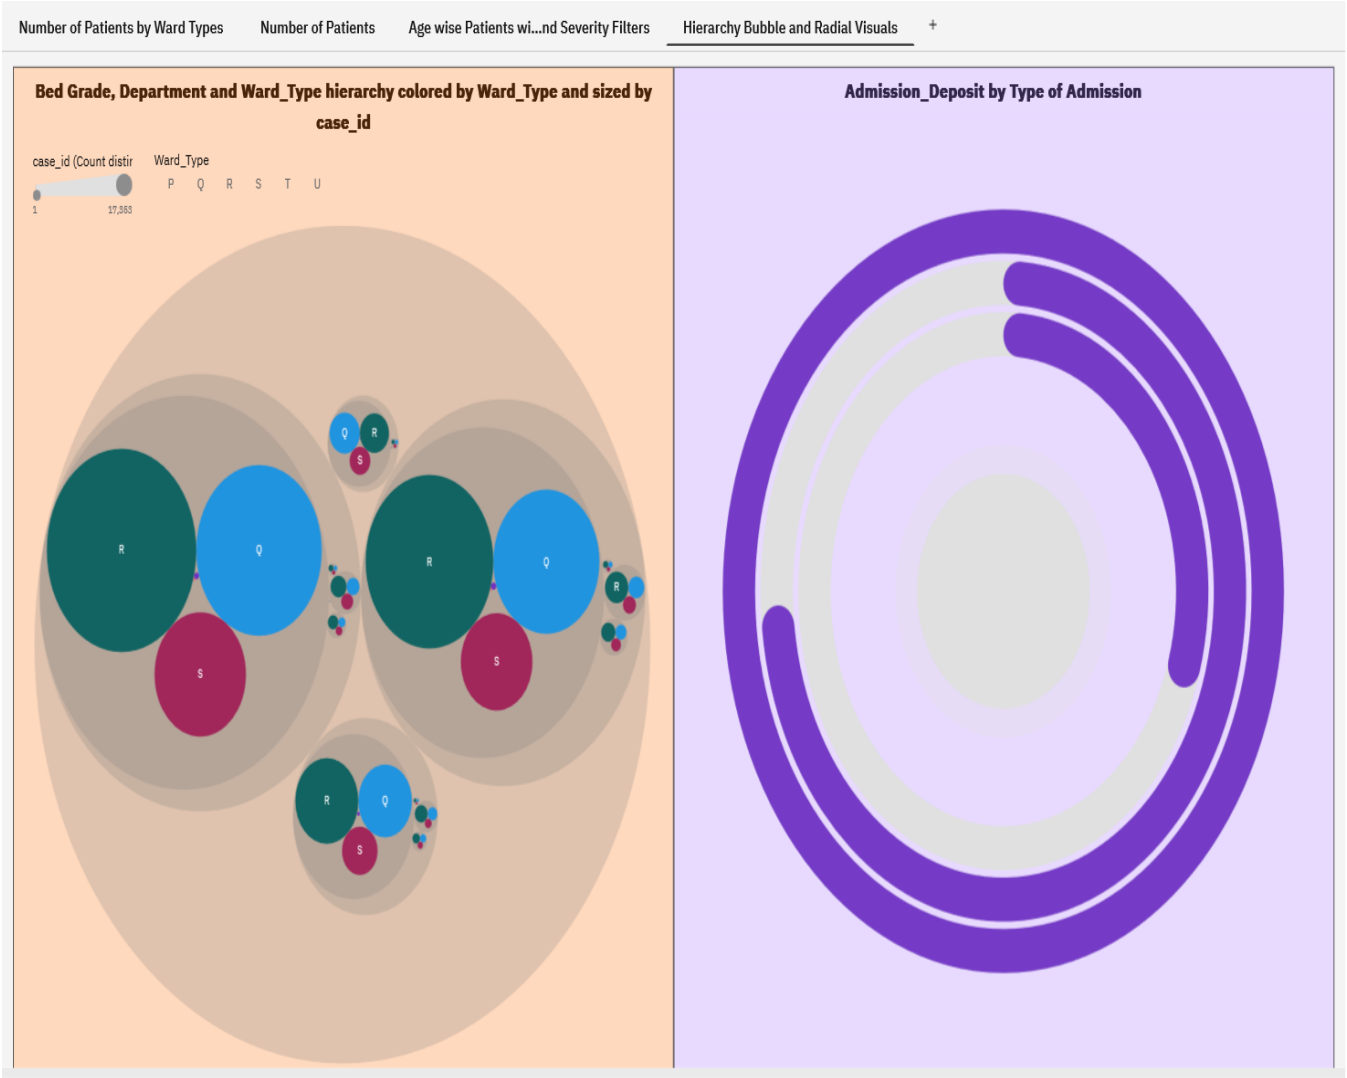 Number of Patients by Ward Types Number of Patients Age wise Patients wi...nd Severity Filters Hierarchy Bubble and Radial Visuals +
Bed Grade, Department and Ward_Type hierarchy colored by Ward_Type and sized by
case_id
Admission_Deposit by Type of Admission
case_id (Count distir Ward_Type
P Q R S T U
1 17,353
Q R
S
R Q
S
R Q R
S
R Q
S